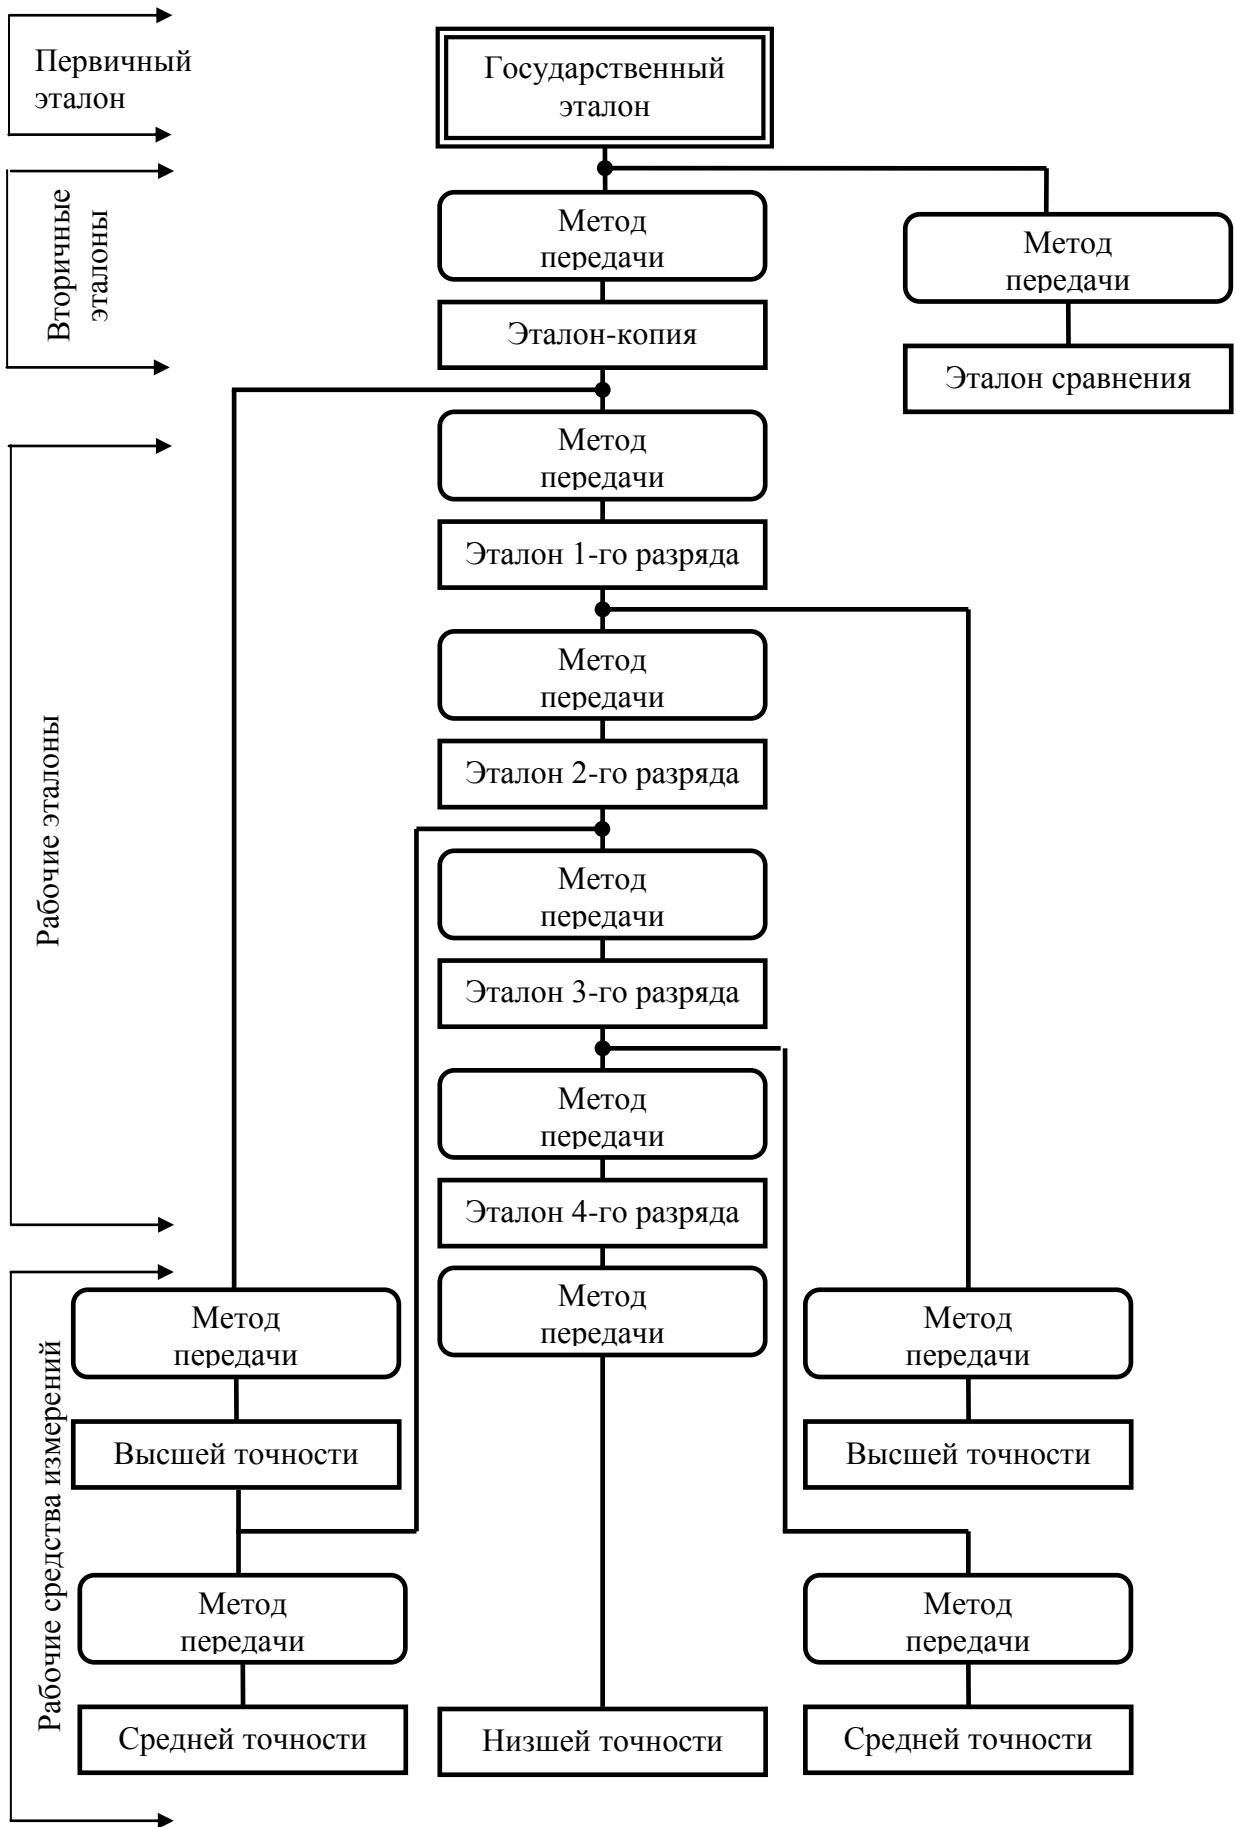 Первичный
эталон
Государственный
эталон
Вторичные
эталоны
Метод
передачи
Метод
передачи
Эталон-копия
Эталон сравнения
Рабочие эталоны
Метод
передачи
Эталон 1-го разряда
Метод
передачи
Эталон 2-го разряда
Метод
передачи
Эталон 3-го разряда
Метод
передачи
Эталон 4-го разряда
Рабочие средства измерений
Метод
передачи
Метод
передачи
Метод
передачи
Высшей точности
Высшей точности
Метод
передачи
Метод
передачи
Средней точности
Низшей точности
Средней точности